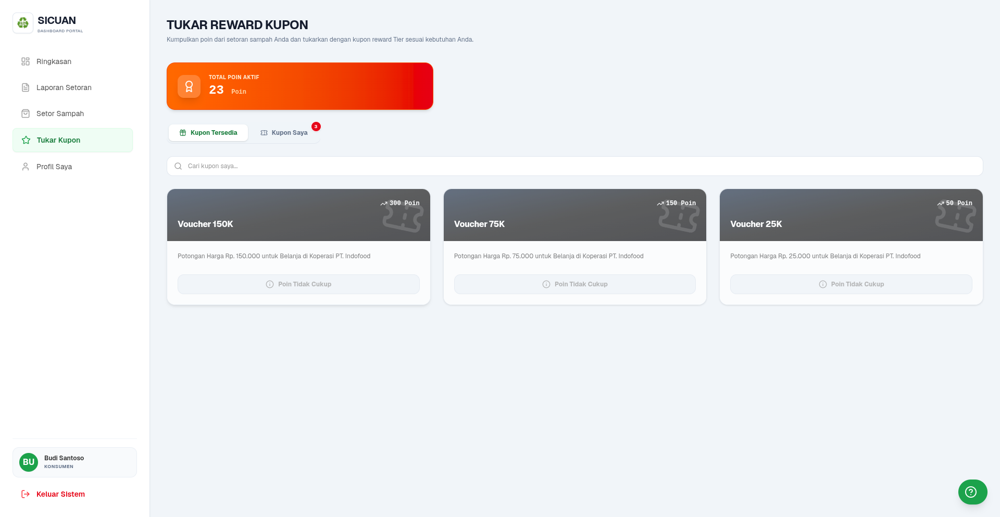 SICUAN
DASHBOARD PORTAL
Ringkasan
Laporan Setoran
Setor Sampah
Tukar Kupon
Profil Saya
BU
Budi Santoso
KONSUMEN
Keluar Sistem
TUKAR REWARD KUPON
Kumpulkan poin dari setoran sampah Anda dan tukarkan dengan kupon reward Tier sesuai kebutuhan Anda.
TOTAL POIN AKTIF
23 Poin
Kupon Tersedia
Kupon Saya
3
Cari kupon saya...
300 Poin
Voucher 150K
Potongan Harga Rp. 150.000 untuk Belanja di Koperasi PT. Indofood
Poin Tidak Cukup
150 Poin
Voucher 75K
Potongan Harga Rp. 75.000 untuk Belanja di Koperasi PT. Indofood
Poin Tidak Cukup
50 Poin
Voucher 25K
Potongan Harga Rp. 25.000 untuk Belanja di Koperasi PT. Indofood
Poin Tidak Cukup